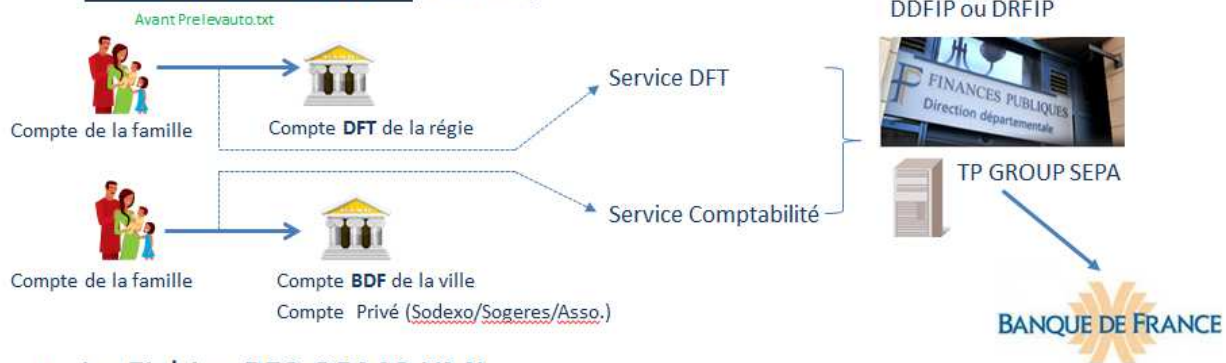 DDFIP ou DRFIP
Avant Prelevauto.txt
FINANCES PUBLIQUES
Direction départementale
Service DFT
Compte de la famille
Compte DFT de la régie
TP GROUP SEPA
Service Comptabilité
Compte de la famille
Compte BDF de la ville
Compte Privé (Sodexo/Sogeres/Asso.)
BANQUE DE FRANCE